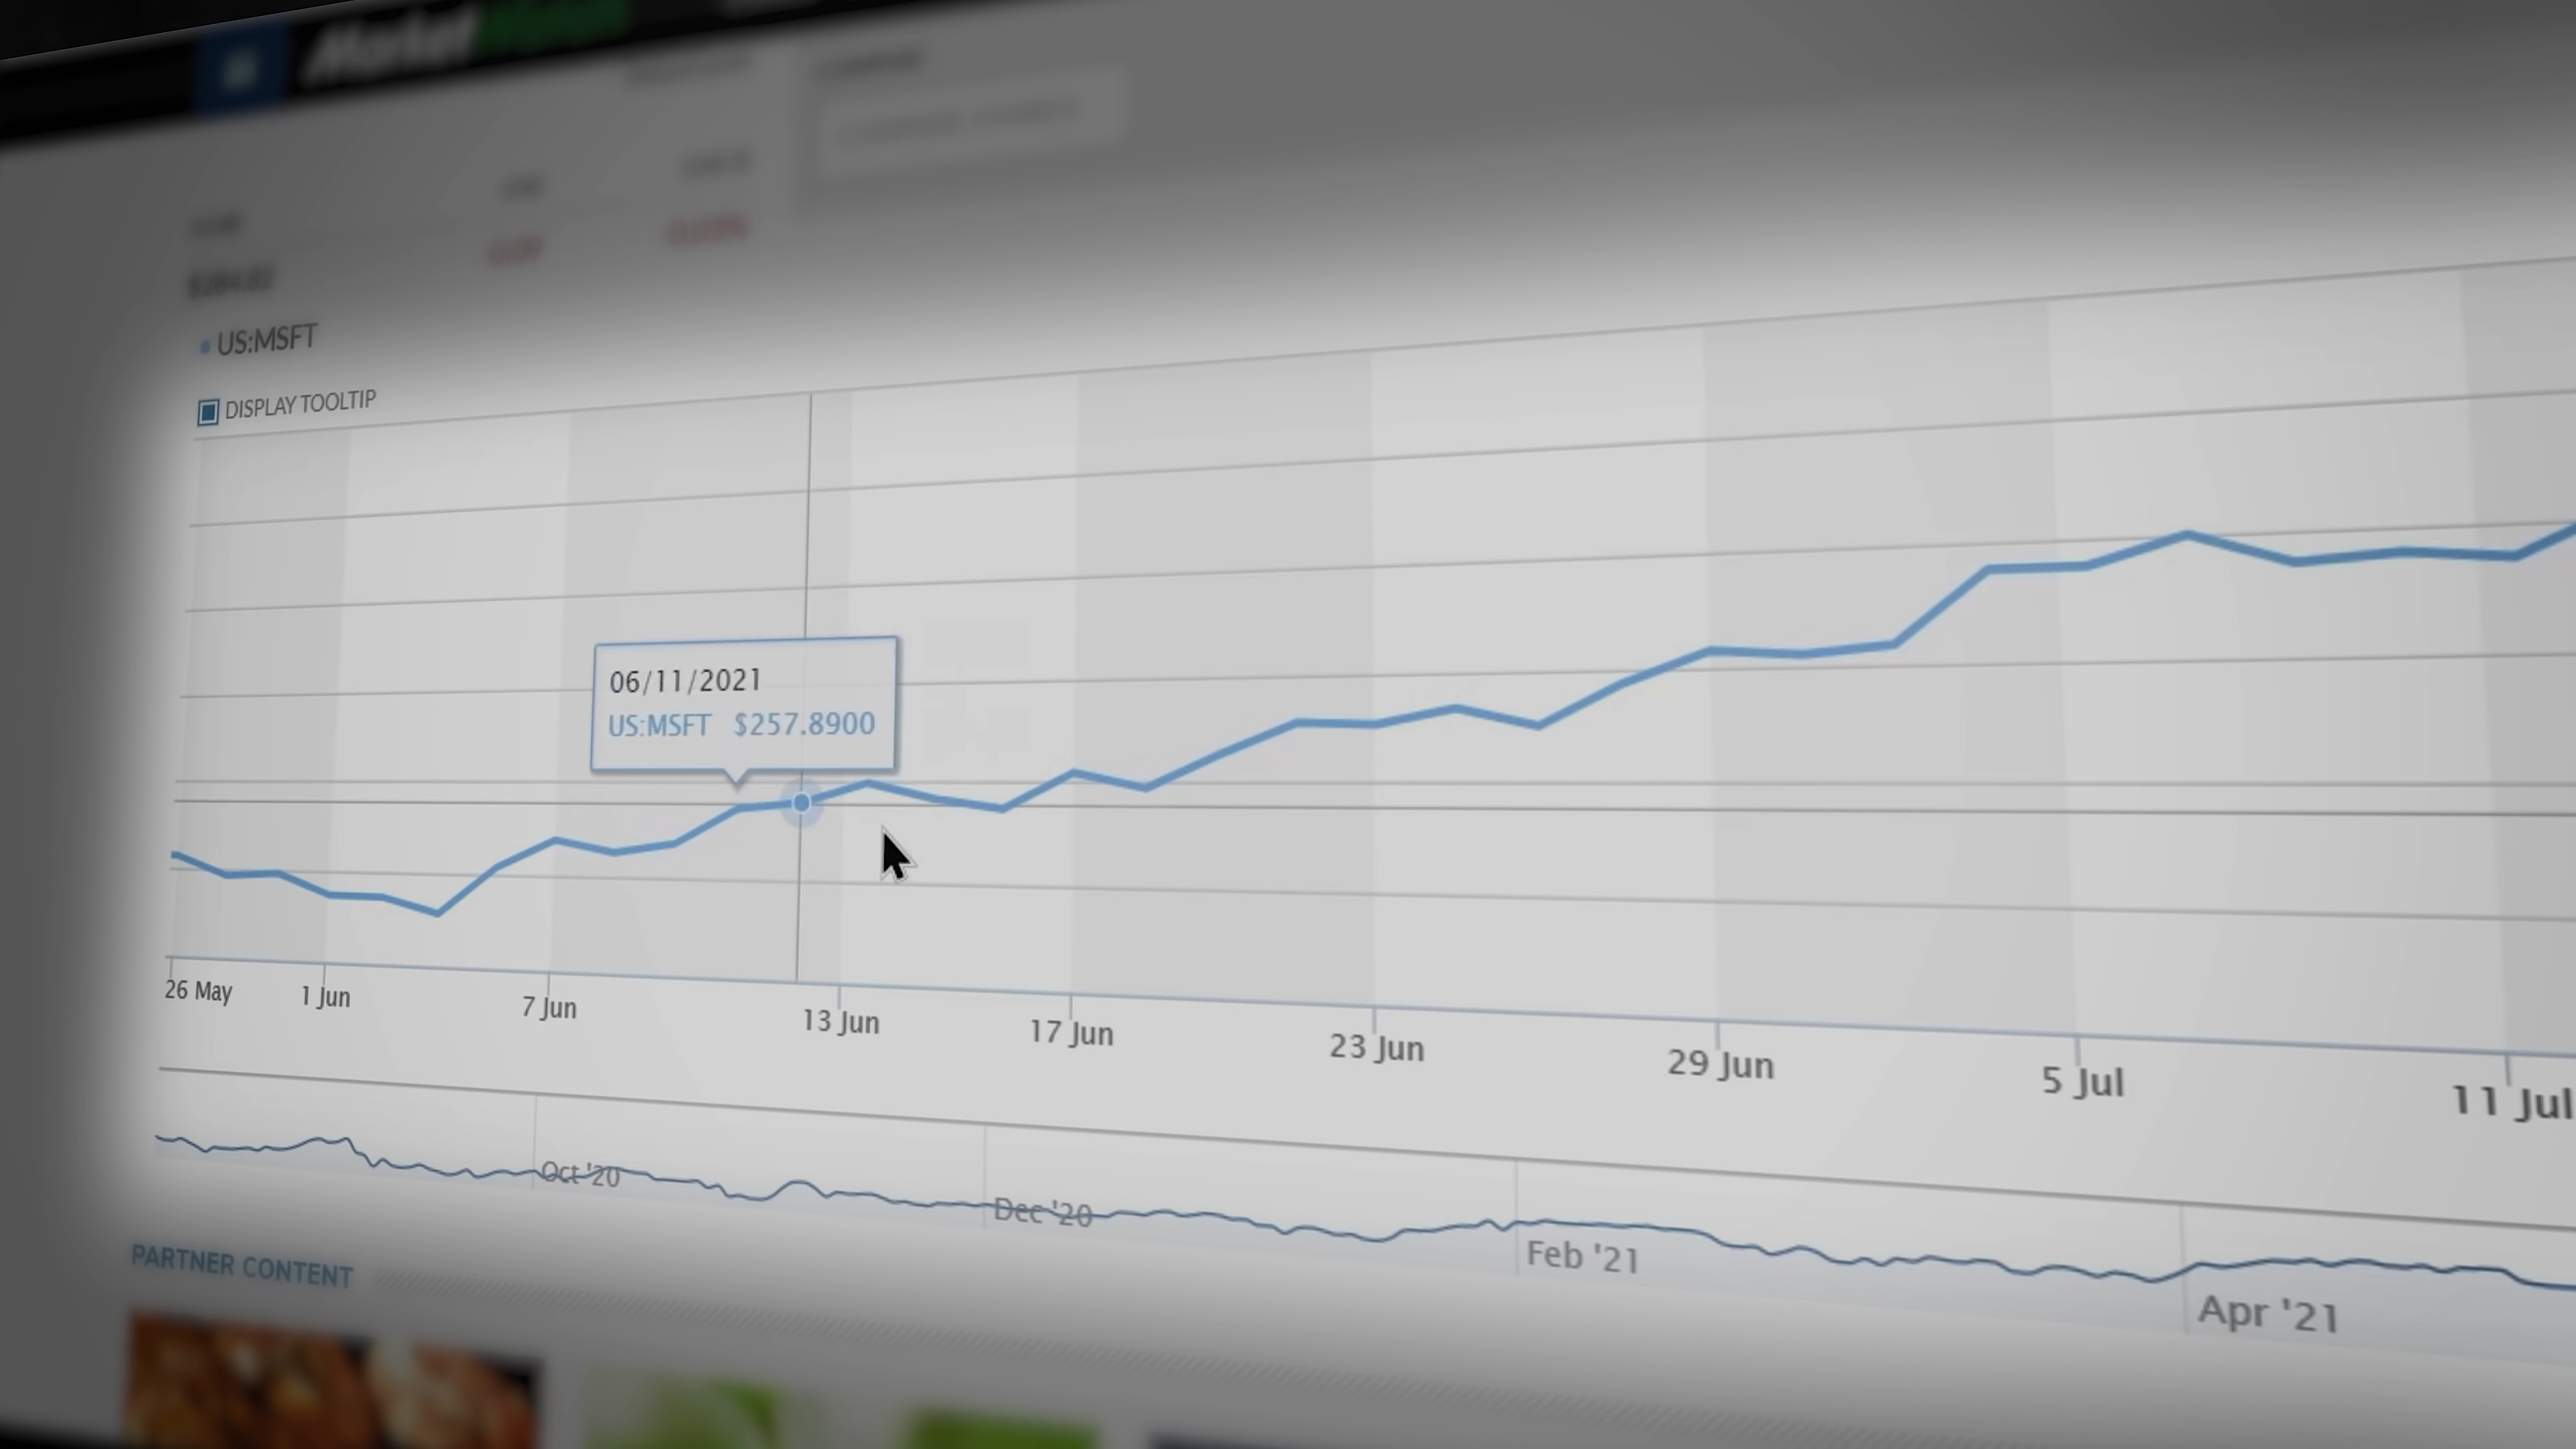 MarketWatch
US:MSFT
DISPLAY TOOLTIP
06/11/2021
US:MSFT $257.8900
26 May 1 Jun 7 Jun 13 Jun 17 Jun 23 Jun 29 Jun 5 Jul 11 Jul
Oct '20 Dec '20 Feb '21 Apr '21
PARTNER CONTENT